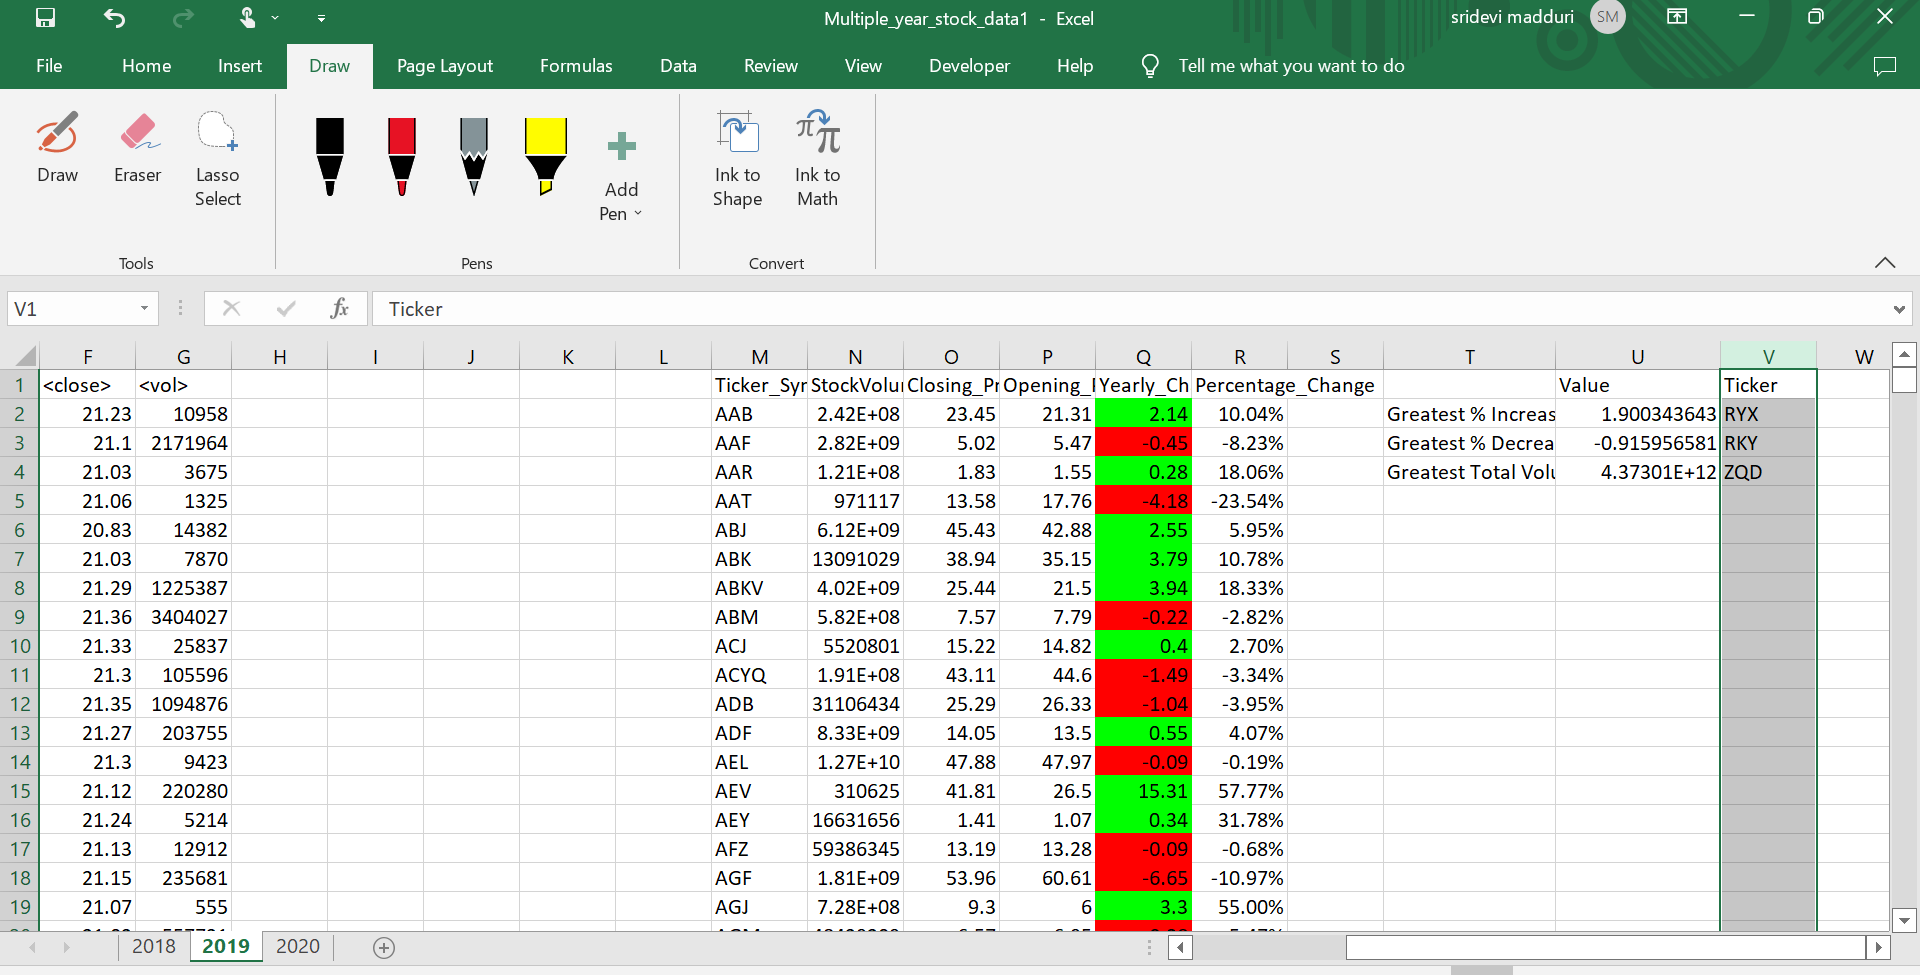 Multiple_year_stock_data1 - Excel
sridevi madduri SM
File Home Insert Draw Page Layout Formulas Data Review View Developer Help Tell me what you want to do
Draw Eraser Lasso Select
Add Pen
Ink to Shape Ink to Math
Tools Pens Convert
V1 fx Ticker
F G H I J K L M N O P Q R S T U V W
1 <close> <vol> Ticker_Syr StockVolu Closing_Pr Opening_ Yearly_Ch Percentage_Change Value Ticker
2 21.23 10958 AAB 2.42E+08 23.45 21.31 2.14 10.04% Greatest % Increas 1.900343643 RYX
3 21.1 2171964 AAF 2.82E+09 5.02 5.47 -0.45 -8.23% Greatest % Decrea -0.915956581 RKY
4 21.03 3675 AAR 1.21E+08 1.83 1.55 0.28 18.06% Greatest Total Volu 4.37301E+12 ZQD
5 21.06 1325 AAT 971117 13.58 17.76 -4.18 -23.54%
6 20.83 14382 ABJ 6.12E+09 45.43 42.88 2.55 5.95%
7 21.03 7870 ABK 13091029 38.94 35.15 3.79 10.78%
8 21.29 1225387 ABKV 4.02E+09 25.44 21.5 3.94 18.33%
9 21.36 3404027 ABM 5.82E+08 7.57 7.79 -0.22 -2.82%
10 21.33 25837 ACJ 5520801 15.22 14.82 0.4 2.70%
11 21.3 105596 ACYQ 1.91E+08 43.11 44.6 -1.49 -3.34%
12 21.35 1094876 ADB 31106434 25.29 26.33 -1.04 -3.95%
13 21.27 203755 ADF 8.33E+09 14.05 13.5 0.55 4.07%
14 21.3 9423 AEL 1.27E+10 47.88 47.97 -0.09 -0.19%
15 21.12 220280 AEV 310625 41.81 26.5 15.31 57.77%
16 21.24 5214 AEY 16631656 1.41 1.07 0.34 31.78%
17 21.13 12912 AFZ 59386345 13.19 13.28 -0.09 -0.68%
18 21.15 235681 AGF 1.81E+09 53.96 60.61 -6.65 -10.97%
19 21.07 555 AGJ 7.28E+08 9.3 6 3.3 55.00%
2018 2019 2020